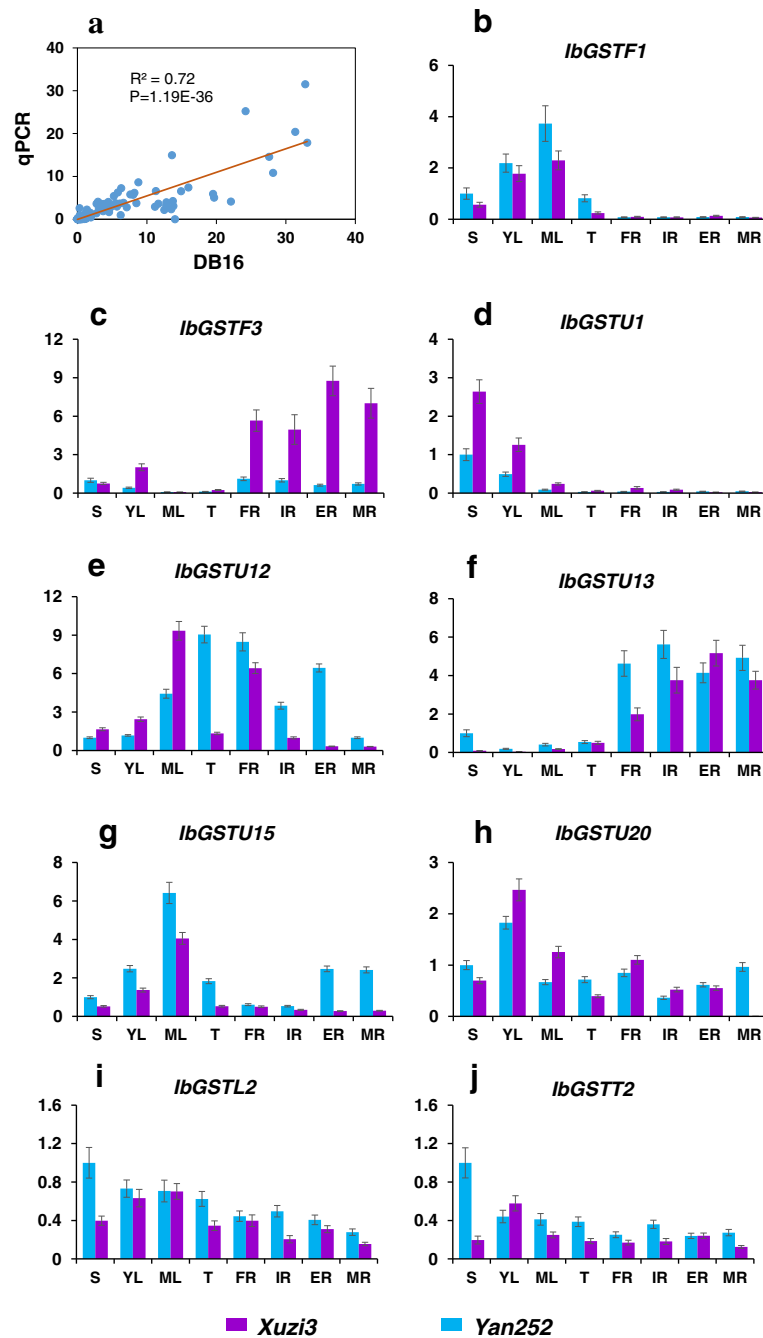 a
40
30
20
10
0
qPCR
R² = 0.72
P=1.19E-36
0 10 20 30 40
DB16
b
IbGSTF1
6
4
2
0
S YL ML T FR IR ER MR
c
IbGSTF3
12
9
6
3
0
S YL ML T FR IR ER MR
d
IbGSTU1
4
3
2
1
0
S YL ML T FR IR ER MR
e
IbGSTU12
12
9
6
3
0
S YL ML T FR IR ER MR
f
IbGSTU13
8
6
4
2
0
S YL ML T FR IR ER MR
g
IbGSTU15
8
6
4
2
0
S YL ML T FR IR ER MR
h
IbGSTU20
3
2
1
0
S YL ML T FR IR ER MR
i
IbGSTL2
1.6
1.2
0.8
0.4
0
S YL ML T FR IR ER MR
j
IbGSTT2
1.6
1.2
0.8
0.4
0
S YL ML T FR IR ER MR
Xuzi3 Yan252